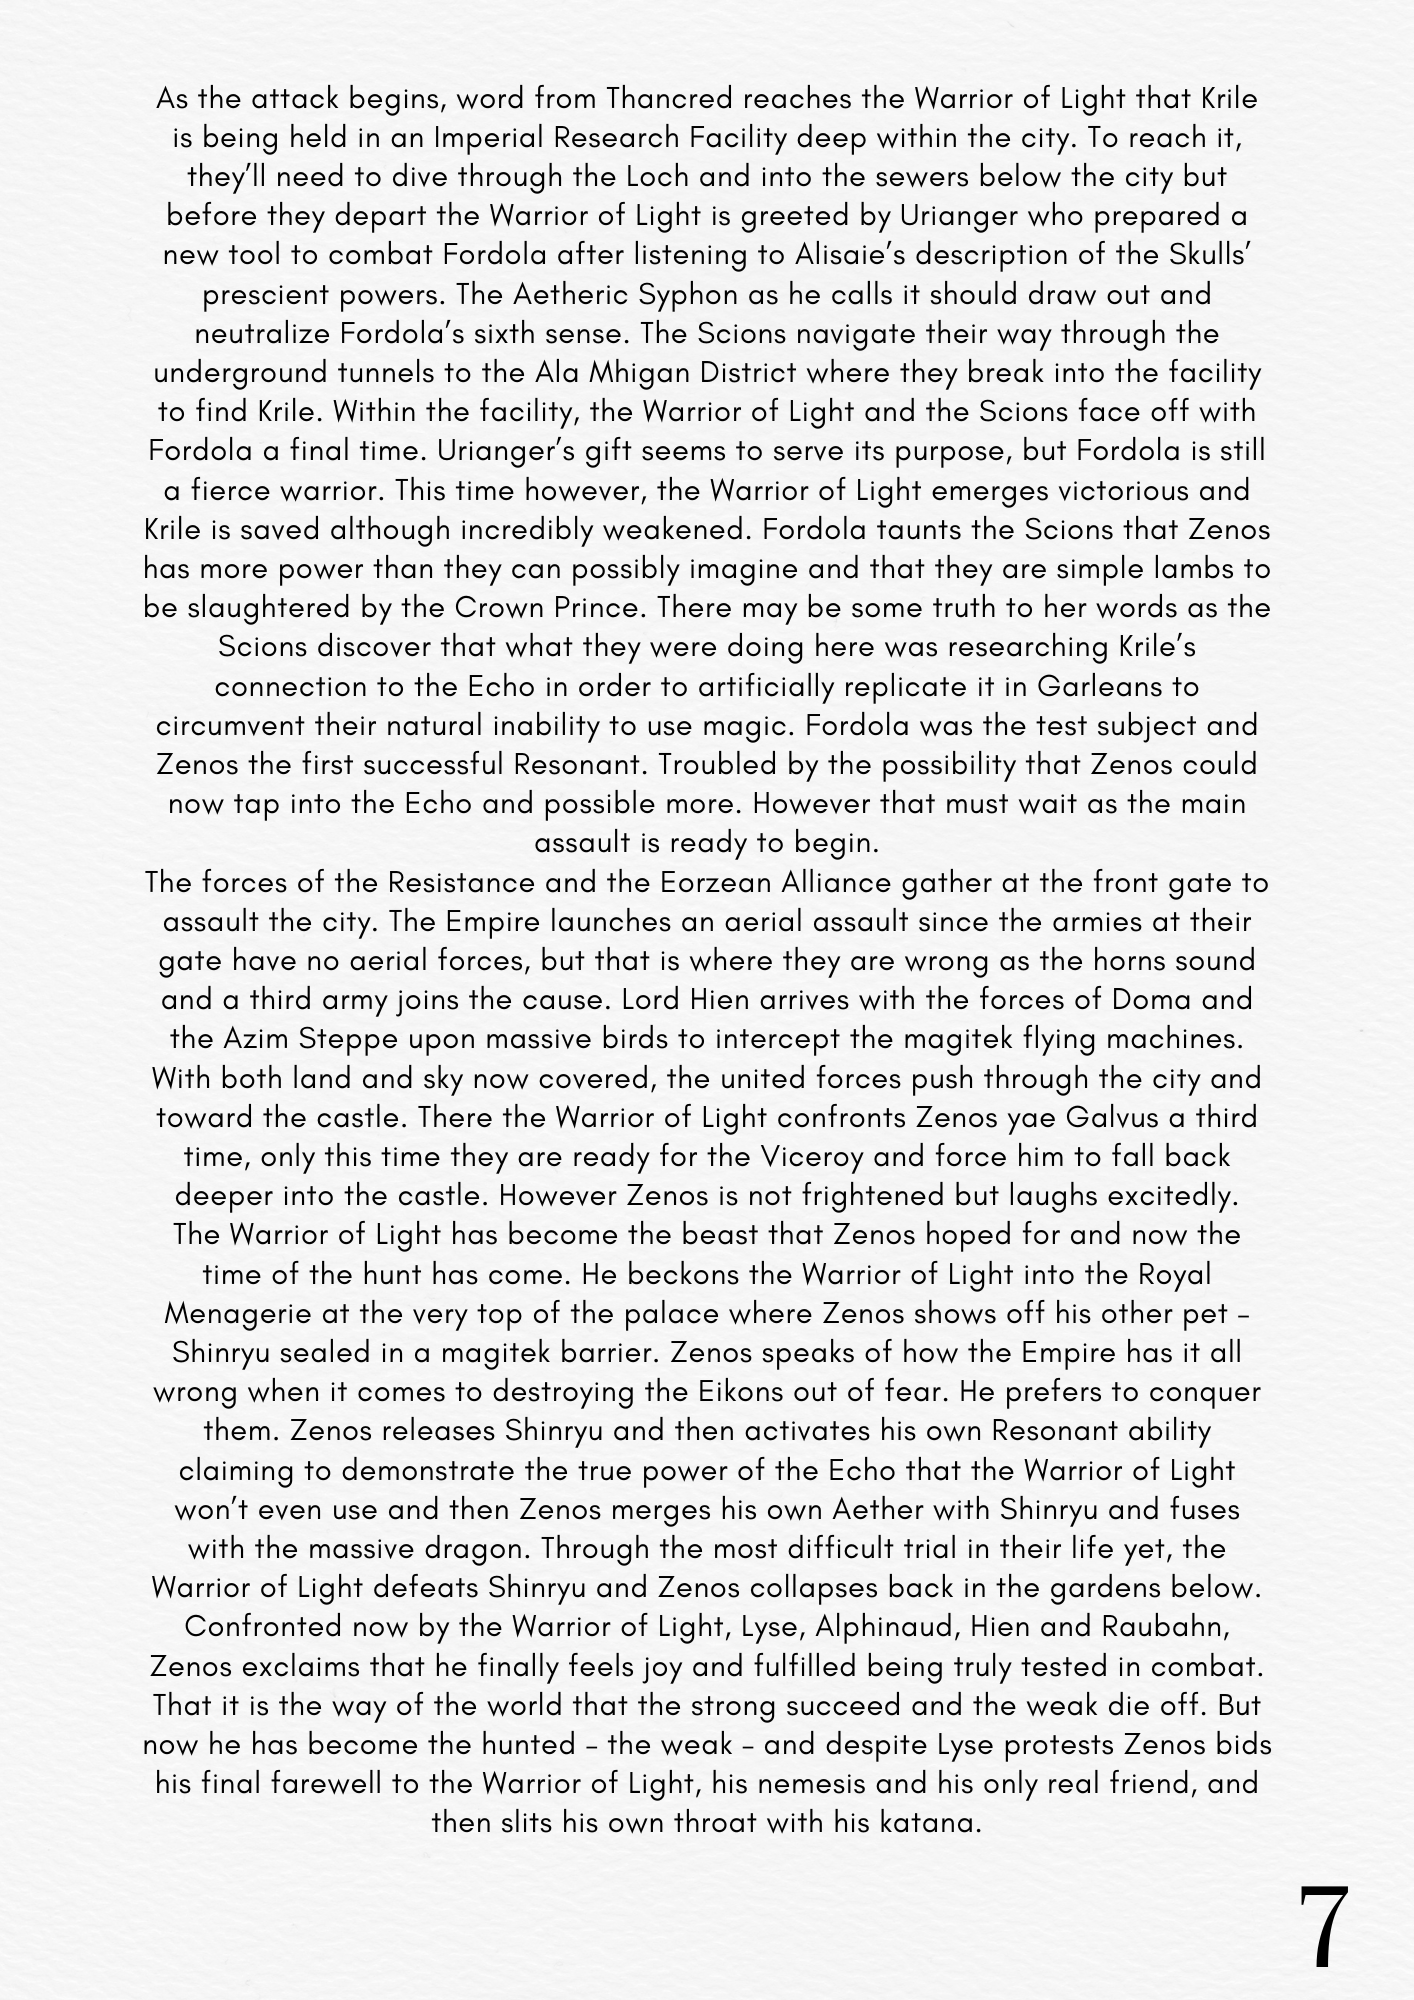 As the attack begins, word from Thancred reaches the Warrior of Light that Krile
is being held in an Imperial Research Facility deep within the city. To reach it,
they’ll need to dive through the Loch and into the sewers below the city but
before they depart the Warrior of Light is greeted by Urianger who prepared a
new tool to combat Fordola after listening to Alisaie’s description of the Skulls’
prescient powers. The Aetheric Syphon as he calls it should draw out and
neutralize Fordola’s sixth sense. The Scions navigate their way through the
underground tunnels to the Ala Mhigan District where they break into the facility
to find Krile. Within the facility, the Warrior of Light and the Scions face off with
Fordola a final time. Urianger’s gift seems to serve its purpose, but Fordola is still
a fierce warrior. This time however, the Warrior of Light emerges victorious and
Krile is saved although incredibly weakened. Fordola taunts the Scions that Zenos
has more power than they can possibly imagine and that they are simple lambs to
be slaughtered by the Crown Prince. There may be some truth to her words as the
Scions discover that what they were doing here was researching Krile’s
connection to the Echo in order to artificially replicate it in Garleans to
circumvent their natural inability to use magic. Fordola was the test subject and
Zenos the first successful Resonant. Troubled by the possibility that Zenos could
now tap into the Echo and possible more. However that must wait as the main
assault is ready to begin.
The forces of the Resistance and the Eorzean Alliance gather at the front gate to
assault the city. The Empire launches an aerial assault since the armies at their
gate have no aerial forces, but that is where they are wrong as the horns sound
and a third army joins the cause. Lord Hien arrives with the forces of Doma and
the Azim Steppe upon massive birds to intercept the magitek flying machines.
With both land and sky now covered, the united forces push through the city and
toward the castle. There the Warrior of Light confronts Zenos yae Galvus a third
time, only this time they are ready for the Viceroy and force him to fall back
deeper into the castle. However Zenos is not frightened but laughs excitedly.
The Warrior of Light has become the beast that Zenos hoped for and now the
time of the hunt has come. He beckons the Warrior of Light into the Royal
Menagerie at the very top of the palace where Zenos shows off his other pet –
Shinryu sealed in a magitek barrier. Zenos speaks of how the Empire has it all
wrong when it comes to destroying the Eikons out of fear. He prefers to conquer
them. Zenos releases Shinryu and then activates his own Resonant ability
claiming to demonstrate the true power of the Echo that the Warrior of Light
won’t even use and then Zenos merges his own Aether with Shinryu and fuses
with the massive dragon. Through the most difficult trial in their life yet, the
Warrior of Light defeats Shinryu and Zenos collapses back in the gardens below.
Confronted now by the Warrior of Light, Lyse, Alphinaud, Hien and Raubahn,
Zenos exclaims that he finally feels joy and fulfilled being truly tested in combat.
That it is the way of the world that the strong succeed and the weak die off. But
now he has become the hunted – the weak – and despite Lyse protests Zenos bids
his final farewell to the Warrior of Light, his nemesis and his only real friend, and
then slits his own throat with his katana.
7